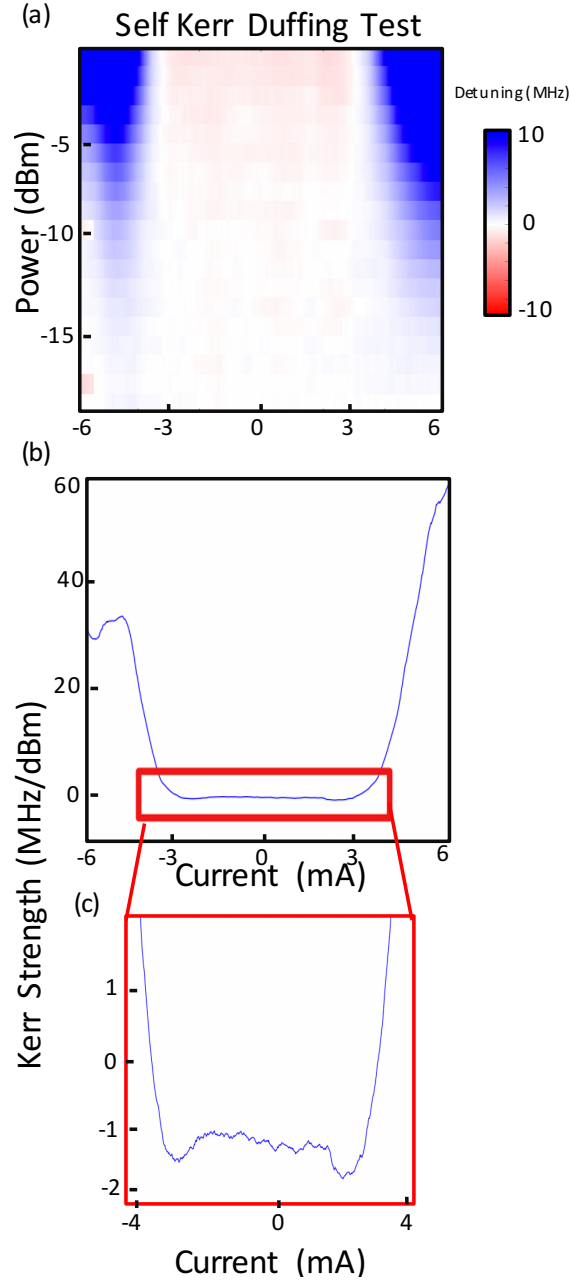 (a)
Self Kerr Duffing Test
Detuning (MHz)
10
0
-10
Power (dBm)
-5
-10
-15
-6 -3 0 3 6
(b)
60
40
20
0
-6 -3 0 3 6
Current (mA)
Kerr Strength (MHz/dBm)
(c)
1
0
-1
-2
-4 0 4
Current (mA)